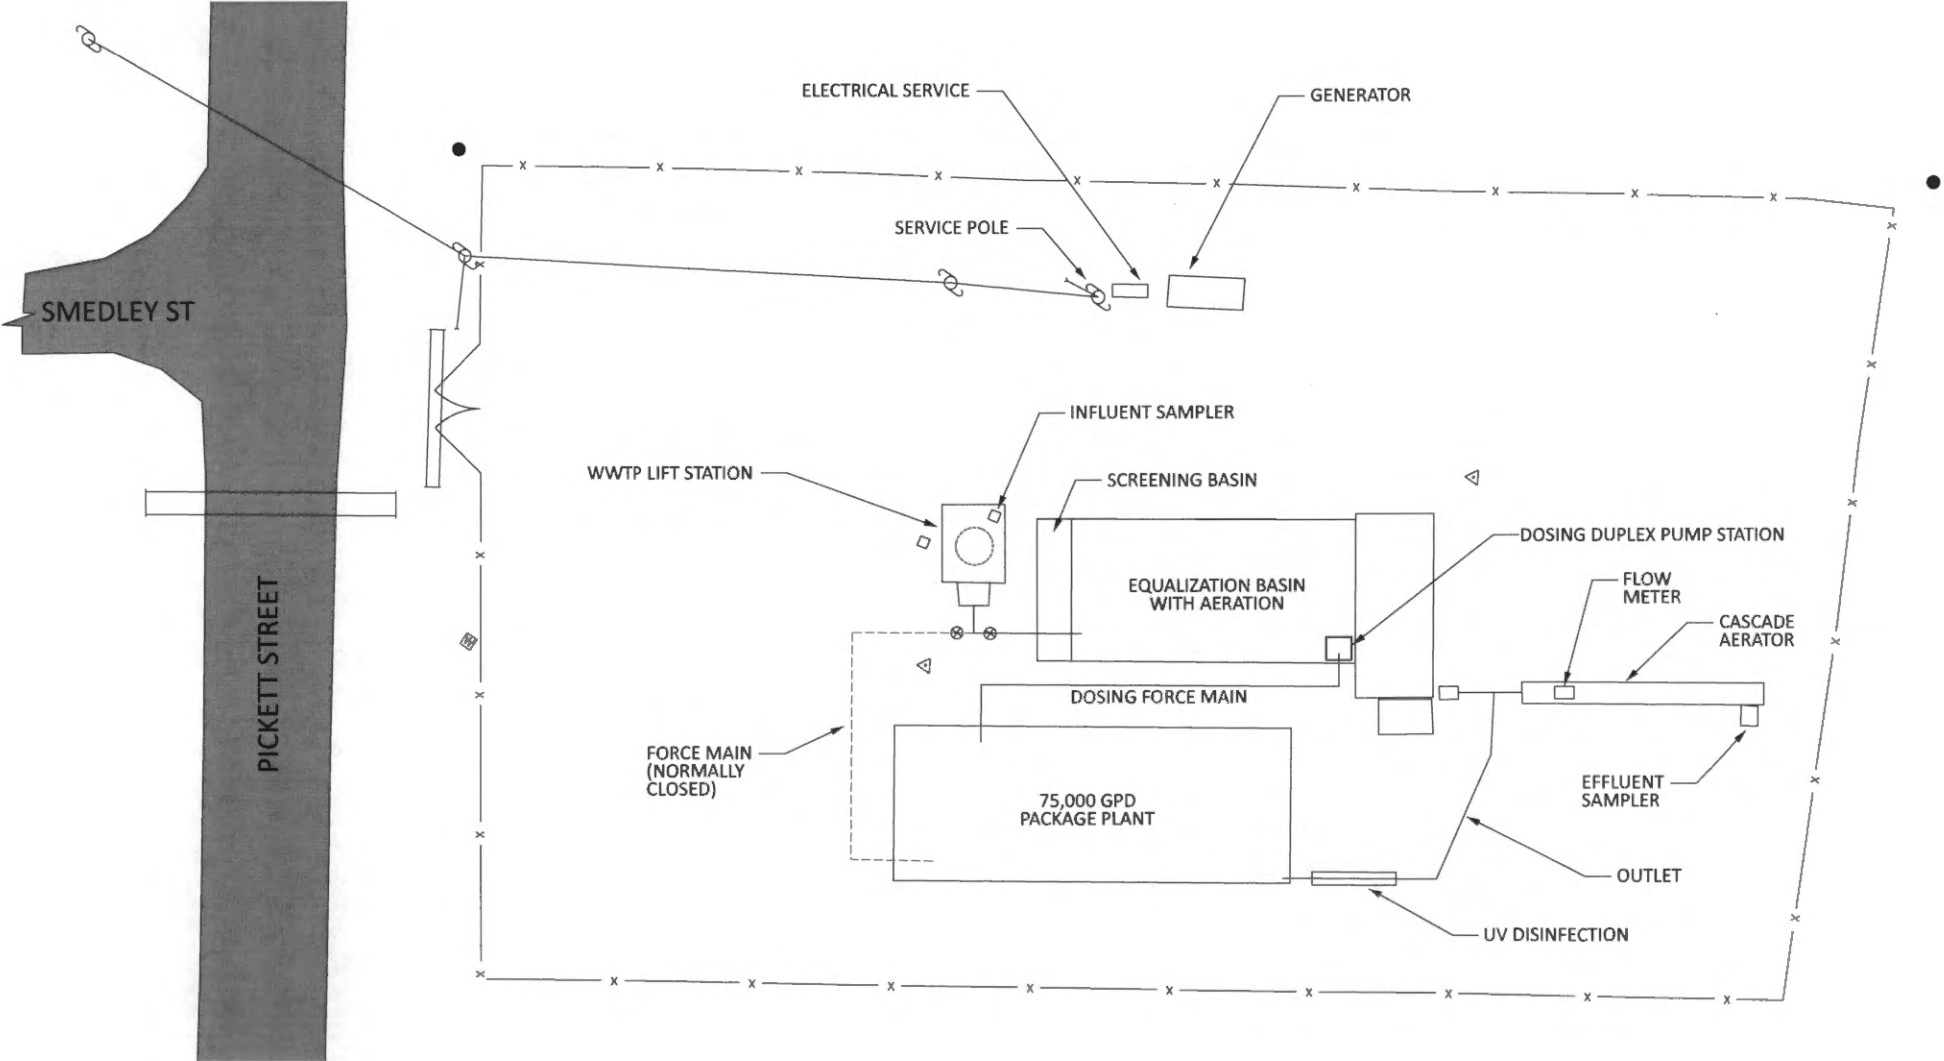 ELECTRICAL SERVICE
GENERATOR
SERVICE POLE
SMEDLEY ST
INFLUENT SAMPLER
WWTP LIFT STATION
SCREENING BASIN
DOSING DUPLEX PUMP STATION
EQUALIZATION BASIN
WITH AERATION
FLOW
METER
CASCADE
AERATOR
PICKETT STREET
DOSING FORCE MAIN
FORCE MAIN
(NORMALLY
CLOSED)
75,000 GPD
PACKAGE PLANT
EFFLUENT
SAMPLER
OUTLET
UV DISINFECTION